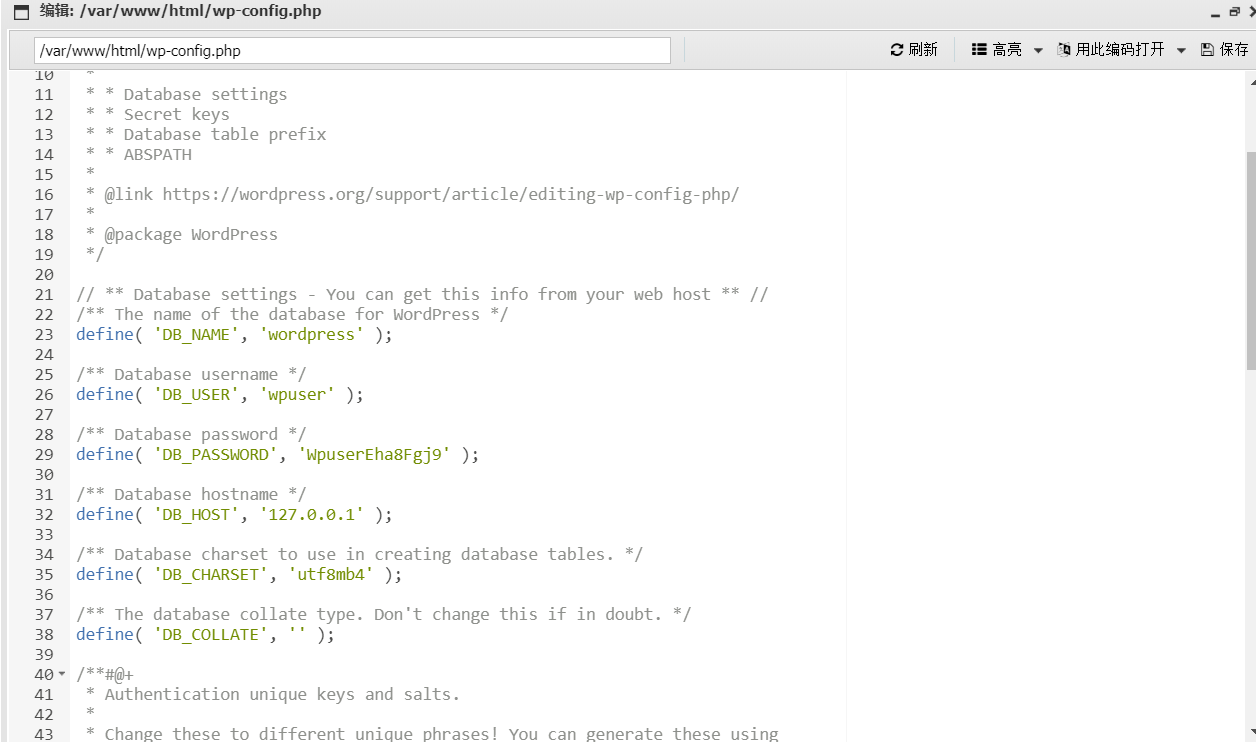 编辑: /var/www/html/wp-config.php
/var/www/html/wp-config.php 刷新 高亮 用此编码打开 保存
10 *
11 * * Database settings
12 * * Secret keys
13 * * Database table prefix
14 * * ABSPATH
15 *
16 * @link https://wordpress.org/support/article/editing-wp-config-php/
17 *
18 * @package WordPress
19 */
20
21 // ** Database settings - You can get this info from your web host ** //
22 /** The name of the database for WordPress */
23 define( 'DB_NAME', 'wordpress' );
24
25 /** Database username */
26 define( 'DB_USER', 'wpuser' );
27
28 /** Database password */
29 define( 'DB_PASSWORD', 'WpuserEha8Fgj9' );
30
31 /** Database hostname */
32 define( 'DB_HOST', '127.0.0.1' );
33
34 /** Database charset to use in creating database tables. */
35 define( 'DB_CHARSET', 'utf8mb4' );
36
37 /** The database collate type. Don't change this if in doubt. */
38 define( 'DB_COLLATE', '' );
39
40 /**#@+
41 * Authentication unique keys and salts.
42 *
43 * Change these to different unique phrases! You can generate these using